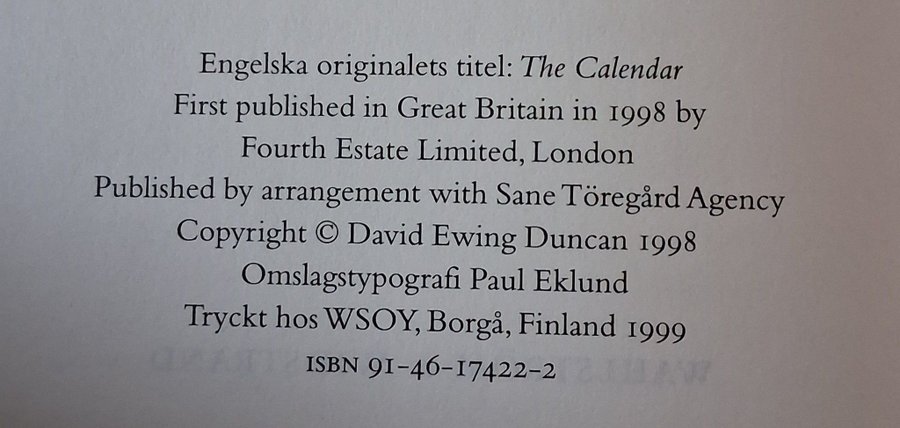 Engelska originalets titel: The Calendar
First published in Great Britain in 1998 by
Fourth Estate Limited, London
Published by arrangement with Sane Töregård Agency
Copyright © David Ewing Duncan 1998
Omslagstypografi Paul Eklund
Tryckt hos WSOY, Borgå, Finland 1999
ISBN 91-46-17422-2